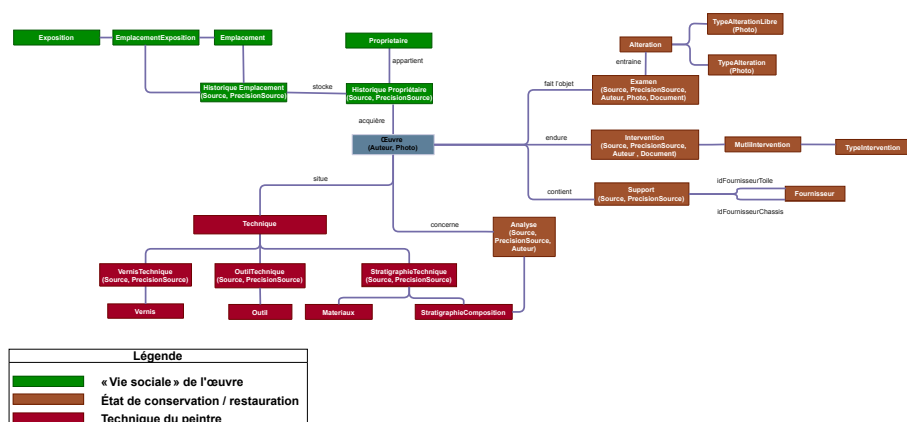 TypeAlterationLibre
(Photo)
Exposition
EmplacementExposition
Emplacement
Proprietaire
Alteration
appartient
entraine
TypeAlteration
(Photo)
Historique Emplacement
(Source, PrecisionSource)
stocke
Historique Propriétaire
(Source, PrecisionSource)
fait l'objet
Examen
(Source, PrecisionSource,
Auteur, Photo, Document)
acquière
Œuvre
(Auteur, Photo)
endure
Intervention
(Source, PrecisionSource,
Auteur , Document)
MutliIntervention
TypeIntervention
situe
contient
Support
(Source, PrecisionSource)
idFournisseurToile
Fournisseur
idFournisseurChassis
Technique
concerne
Analyse
(Source,
PrecisionSource,
Auteur)
VernisTechnique
(Source, PrecisionSource)
OutilTechnique
(Source, PrecisionSource)
StratigraphieTechnique
(Source, PrecisionSource)
Vernis
Outil
Materiaux
StratigraphieComposition
Légende
« Vie sociale » de l'œuvre
État de conservation / restauration
Technique du peintre